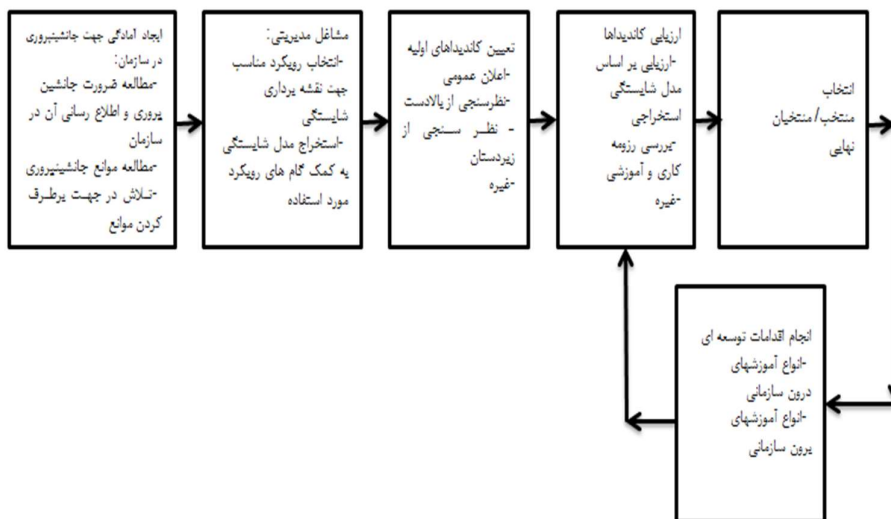 ایجاد آمادگی جهت جانشینپروری
در سازمان:
-مطالعه ضرورت جانشین
پروری و اطلاع رسانی آن در
سازمان
-مطالعه موانع جانشینپروری
-تلاش در جهت برطرف
کردن موانع
مشاغل مدیریتی:
-انتخاب رویکرد مناسب
جهت نقشه برداری
شایستگی
-استخراج مدل شایستگی
به کمک گام های رویکرد
مورد استفاده
تعیین کاندیداهای اولیه
-اعلان عمومی
-نظرسنجی از بالادست
- نظر سنجی از
زیردستان
-غیره
ارزیابی کاندیداها
-ارزیابی بر اساس
مدل شایستگی
استخراجی
-بررسی رزومه
کاری و آموزشی
-غیره
انتخاب
منتخب/ منتخبان
نهایی
انجام اقدامات توسعه ای
-انواع آموزشهای
درون سازمانی
-انواع آموزشهای
برون سازمانی